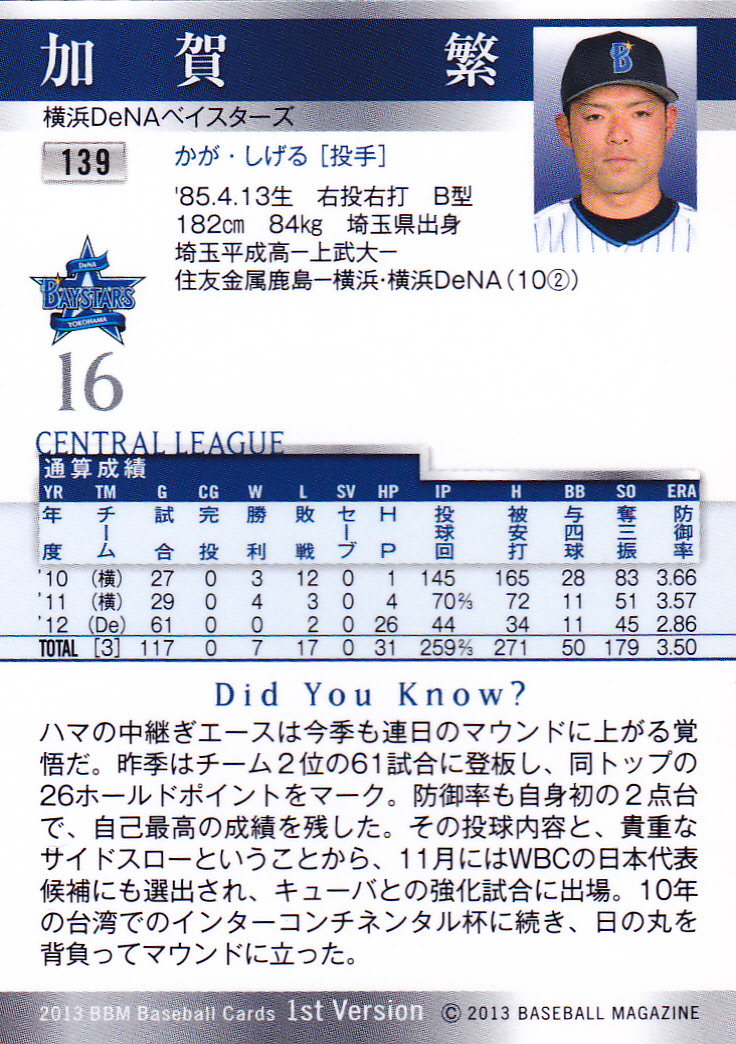 加賀 繁
横浜DeNAベイスターズ
139
かが・しげる［投手］
'85.4.13生 右投右打 B型
182cm 84kg 埼玉県出身
埼玉平成高ー上武大ー
住友金属鹿島ー横浜・横浜DeNA(10②)
B
DeNA
BAYSTARS
YOKOHAMA
16
CENTRAL LEAGUE
通算成績
YR TM G CG W L SV HP IP H BB SO ERA
年度 チーム 試合 完投 勝利 敗戦 セーブ HP 投球回 被安打 与四球 奪三振 防御率
'10 (横) 27 0 3 12 0 1 145 165 28 83 3.66
'11 (横) 29 0 4 3 0 4 70⅔ 72 11 51 3.57
'12 (De) 61 0 0 2 0 26 44 34 11 45 2.86
TOTAL [3] 117 0 7 17 0 31 259⅔ 271 50 179 3.50
Did You Know?
ハマの中継ぎエースは今季も連日のマウンドに上がる覚
悟だ。昨季はチーム２位の61試合に登板し、同トップの
26ホールドポイントをマーク。防御率も自身初の２点台
で、自己最高の成績を残した。その投球内容と、貴重な
サイドスローということから、11月にはWBCの日本代表
候補にも選出され、キューバとの強化試合に出場。10年
の台湾でのインターコンチネンタル杯に続き、日の丸を
背負ってマウンドに立った。
2013 BBM Baseball Cards 1st Version © 2013 BASEBALL MAGAZINE